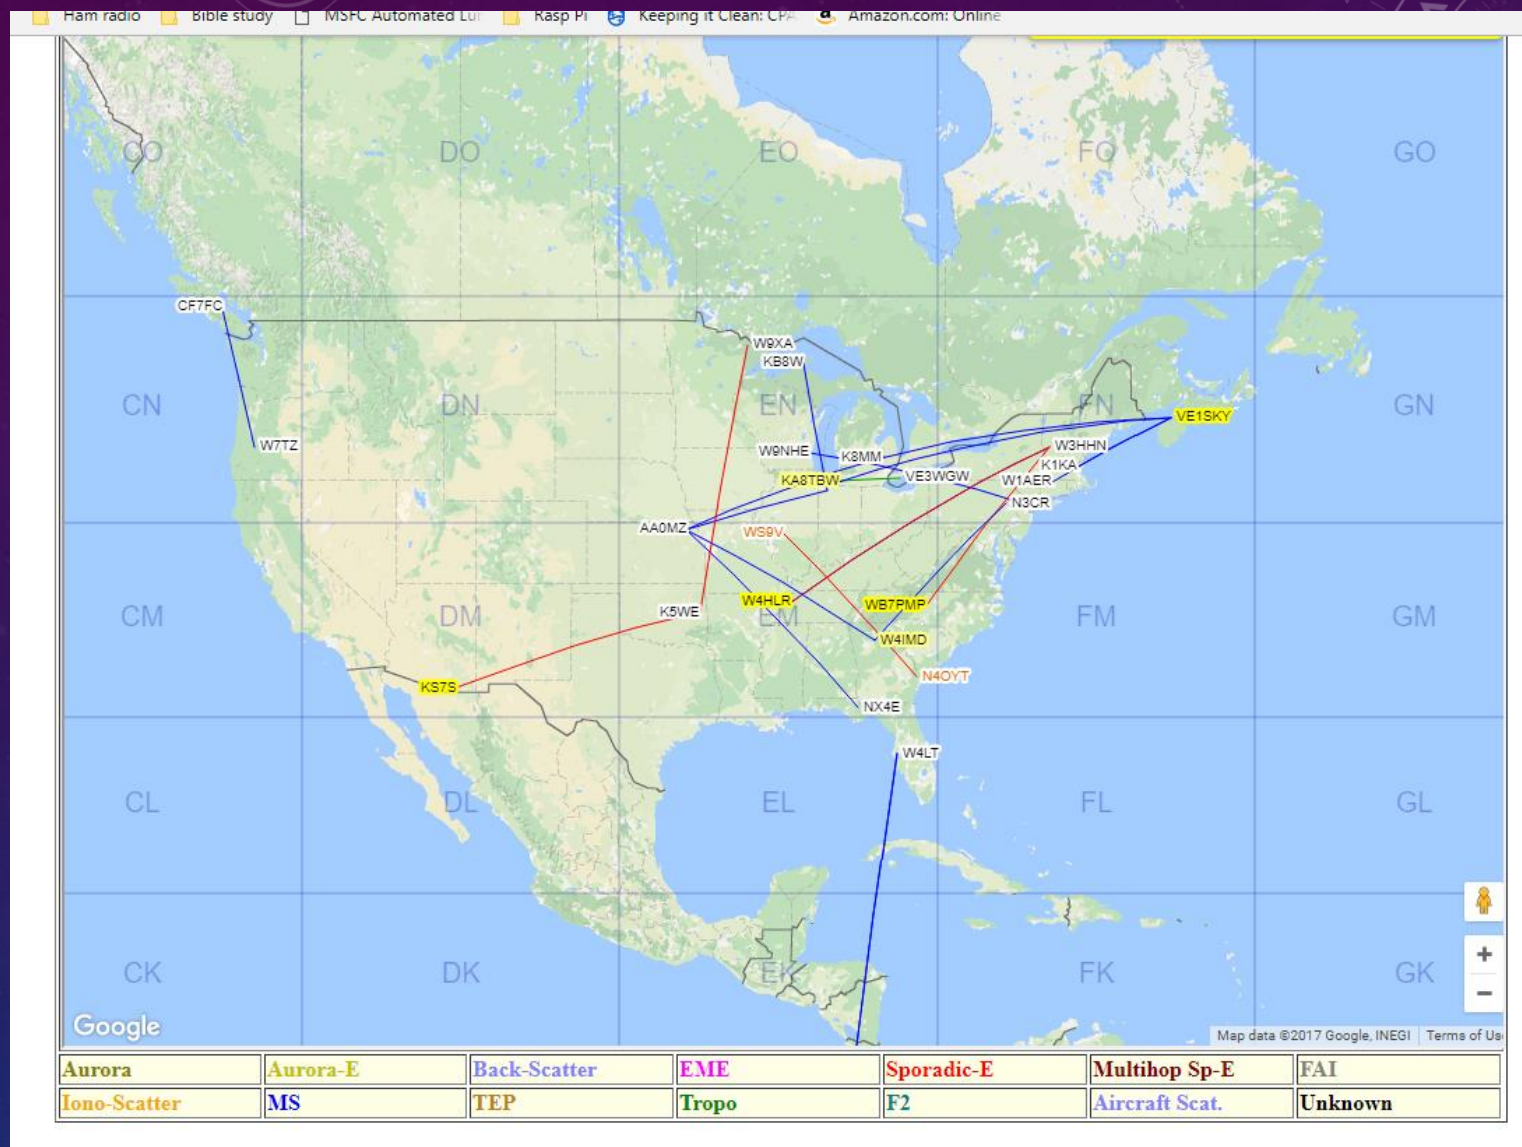 Ham radio Bible study MSFC Automated Lu Rasp Pi Keeping it Clean: CPA Amazon.com: Online
CO DO EO FO GO
CF7FC
W9XA
KB8W
CN DN EN FN GN
VE1SKY
W7TZ W9NHE K8MM W3HHN
K1KA
KA8TBW VE3WGW W1AER
N3CR
AA0MZ WS9V
W4HLR WB7PMP
K5WE
CM DM EM FM GM
W4IMD
KS7S N4OYT
NX4E
W4LT
CL DL EL FL GL
CK DK EK FK GK
+
−
Google
Map data ©2017 Google, INEGI Terms of Us
Aurora Aurora-E Back-Scatter EME Sporadic-E Multihop Sp-E FAI
Iono-Scatter MS TEP Tropo F2 Aircraft Scat. Unknown